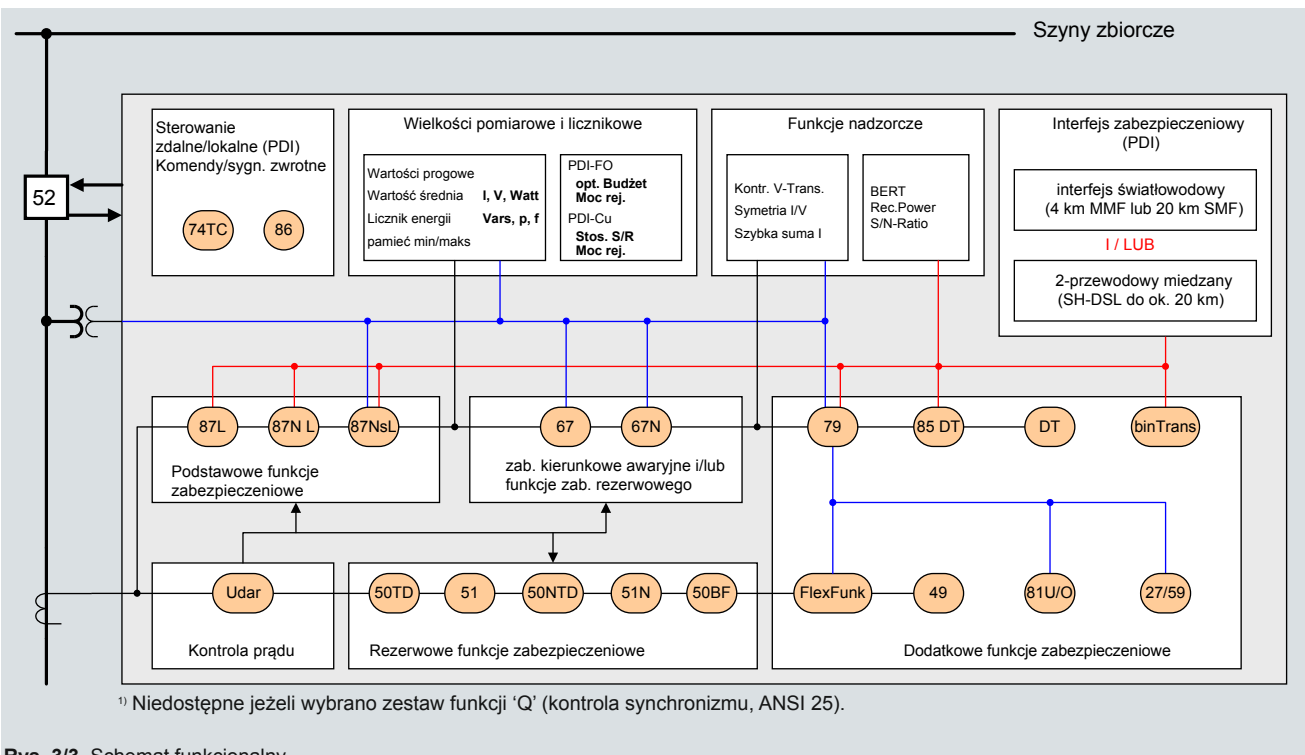 Szyny zbiorcze
Sterowanie
zdalne/lokalne (PDI)
Komendy/sygn. zwrotne
74TC
86
52
Wielkości pomiarowe i licznikowe
Wartości progowe
Wartość średnia I, V, Watt
Licznik energii Vars, p, f
pamieć min/maks
PDI-FO
opt. Budżet
Moc rej.
PDI-Cu
Stos. S/R
Moc rej.
Funkcje nadzorcze
Kontr. V-Trans.
Symetria I/V
Szybka suma I
BERT
Rec.Power
S/N-Ratio
Interfejs zabezpieczeniowy
(PDI)
interfejs światłowodowy
(4 km MMF lub 20 km SMF)
I / LUB
2-przewodowy miedzany
(SH-DSL do ok. 20 km)
87L
87N L
87NsL
Podstawowe funkcje
zabezpieczeniowe
67
67N
zab. kierunkowe awaryjne i/lub
funkcje zab. rezerwowego
79
85 DT
DT
binTrans
Udar
Kontrola prądu
50TD
51
50NTD
51N
50BF
Rezerwowe funkcje zabezpieczeniowe
FlexFunk
49
81U/O
27/59
Dodatkowe funkcje zabezpieczeniowe
1) Niedostępne jeżeli wybrano zestaw funkcji ‘Q’ (kontrola synchronizmu, ANSI 25).
Rys. 3/3 Schemat funkcjonalny